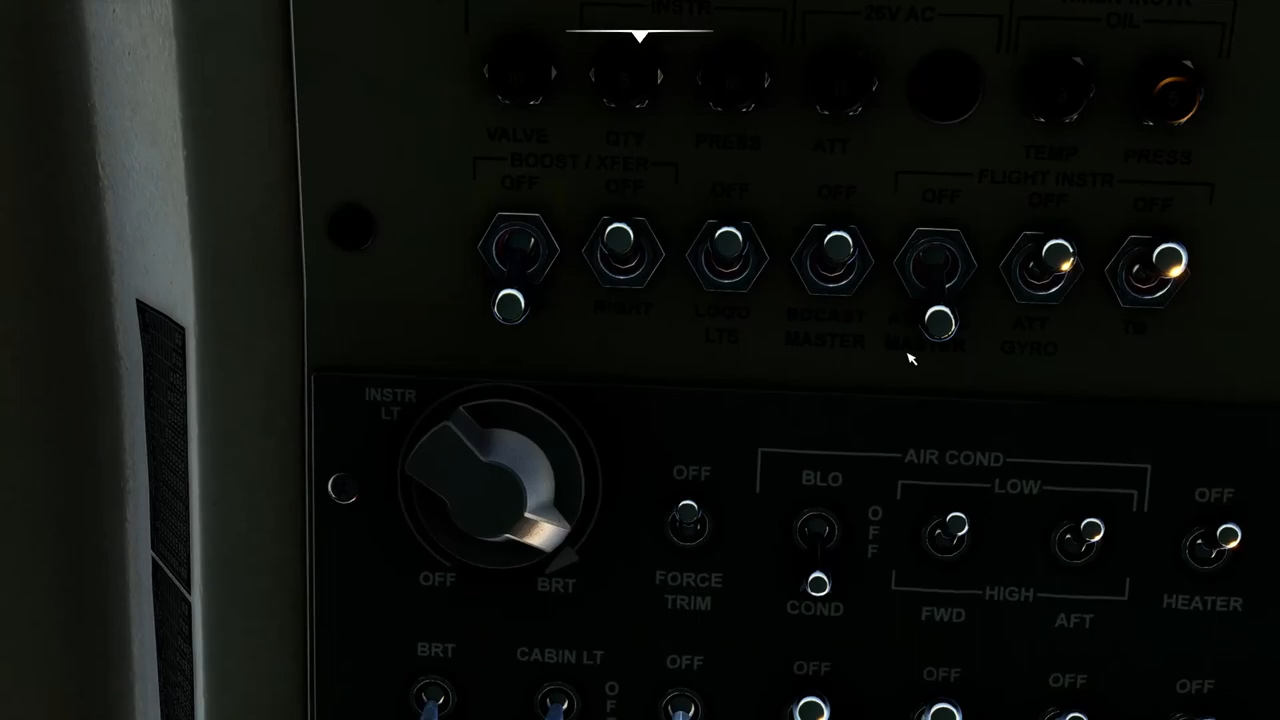 INSTR
25V AC
OIL
VALVE QTY PRESS ATT TEMP PRESS
BOOST / XFER
FLIGHT INSTR
OFF OFF OFF OFF OFF OFF OFF
RIGHT LOGO LTS MASTER MASTER ATT GYRO TB
INSTR
LT
OFF BRT
OFF
FORCE
TRIM
AIR COND
BLO
OFF
COND
LOW
HIGH
FWD AFT
OFF
HEATER
BRT CABIN LT OFF OFF OFF OFF OFF